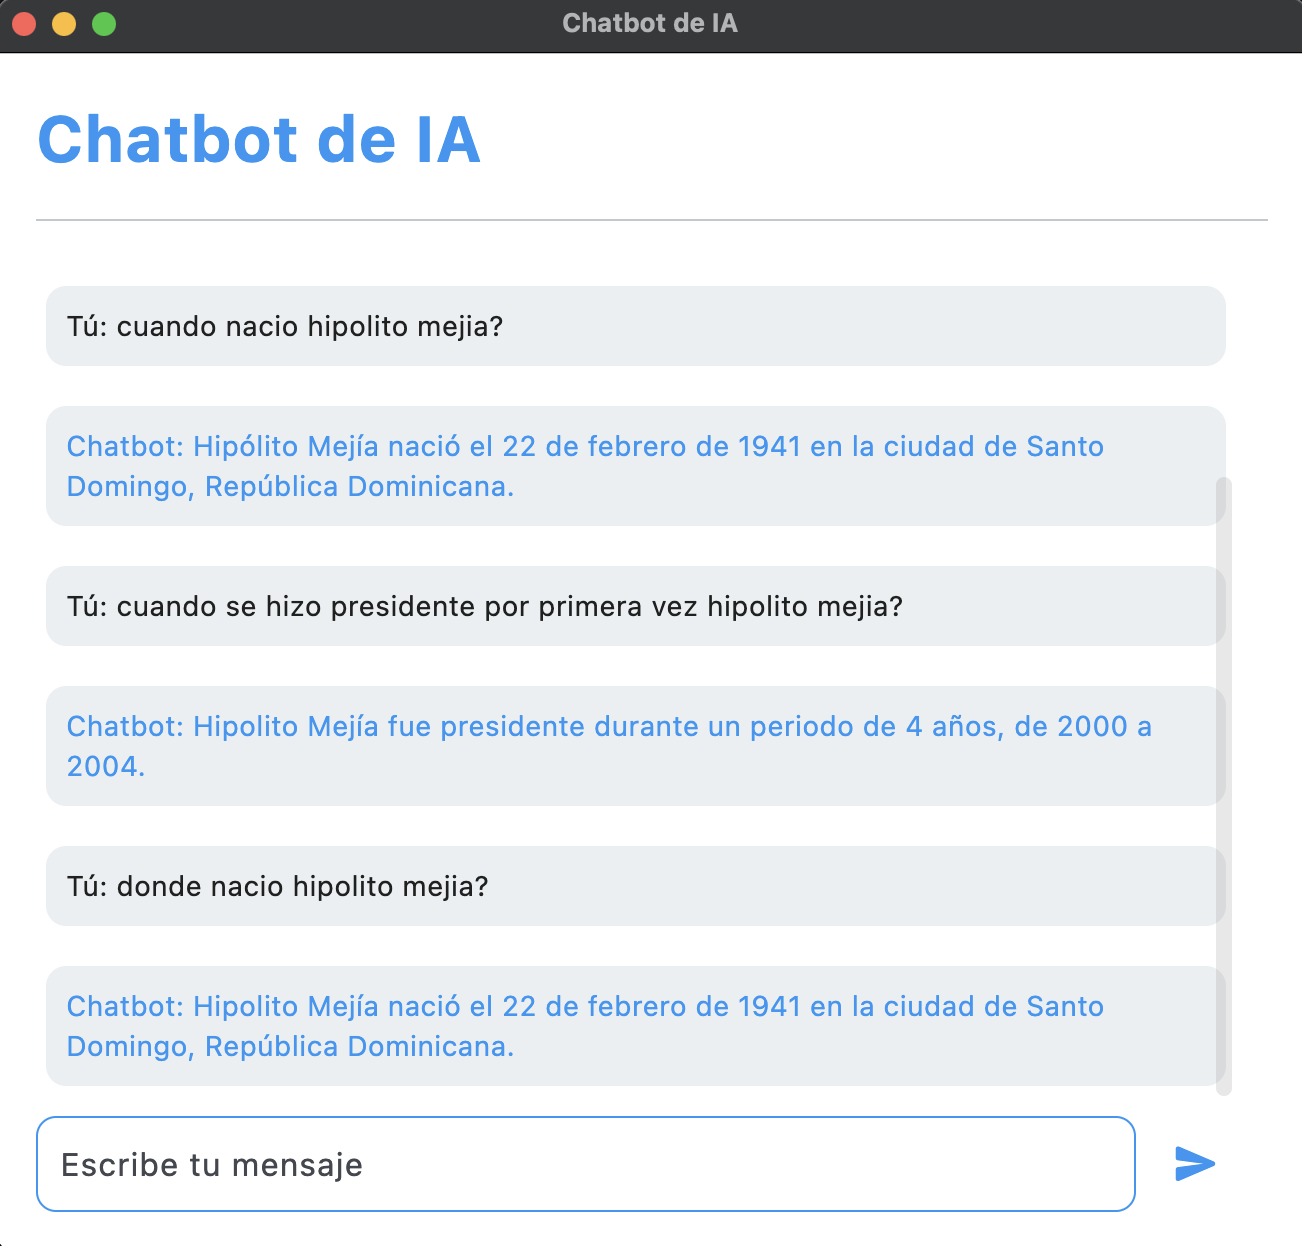 Chatbot de IA
Chatbot de IA
Tú: cuando nacio hipolito mejia?
Chatbot: Hipólito Mejía nació el 22 de febrero de 1941 en la ciudad de Santo
Domingo, República Dominicana.
Tú: cuando se hizo presidente por primera vez hipolito mejia?
Chatbot: Hipolito Mejía fue presidente durante un periodo de 4 años, de 2000 a
2004.
Tú: donde nacio hipolito mejia?
Chatbot: Hipolito Mejía nació el 22 de febrero de 1941 en la ciudad de Santo
Domingo, República Dominicana.
Escribe tu mensaje